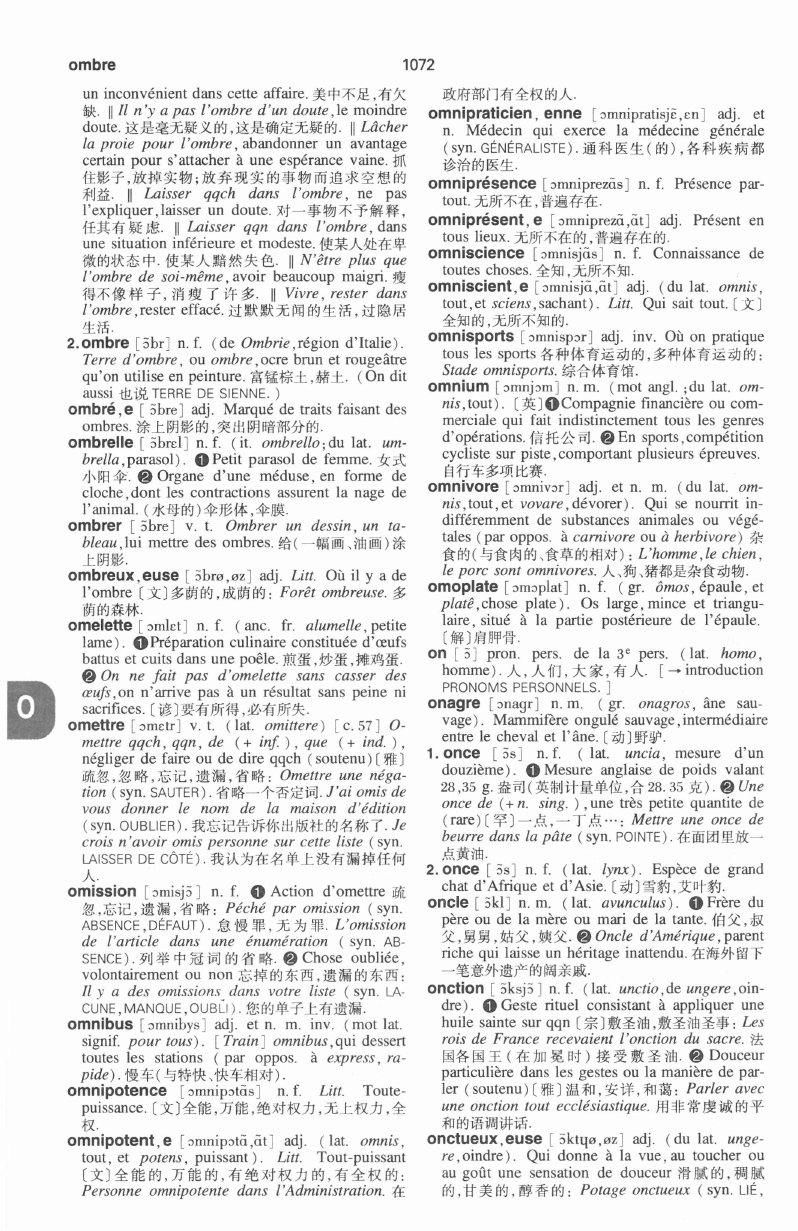 ombre
1072
un inconvénient dans cette affaire. 美中不足,有欠
缺. ‖ Il n'y a pas l'ombre d'un doute,le moindre
doute. 这是毫无疑义的,这是确定无疑的. ‖ Lâcher
la proie pour l'ombre, abandonner un avantage
certain pour s'attacher à une espérance vaine. 抓
住影子,放掉实物;放弃现实的事物而追求空想的
利益. ‖ Laisser qqch dans l'ombre, ne pas
l'expliquer,laisser un doute. 对一事物不予解释,
任其有疑虑. ‖ Laisser qqn dans l'ombre, dans
une situation inférieure et modeste. 使某人处在卑
微的状态中. 使某人黯然失色. ‖ N'être plus que
l'ombre de soi-même, avoir beaucoup maigri. 瘦
得不像样子,消瘦了许多. ‖ Vivre, rester dans
l'ombre,rester effacé. 过默默无闻的生活,过隐居
生活.
2.ombre [ɔ̃br] n.f. (de Ombrie,région d'Italie).
Terre d'ombre, ou ombre,ocre brun et rougeâtre
qu'on utilise en peinture. 富锰棕土,赭土. (On dit
aussi 也说 TERRE DE SIENNE. )
ombré,e [ɔ̃bre] adj. Marqué de traits faisant des
ombres. 涂上阴影的,突出阴暗部分的.
ombrelle [ɔ̃brɛl] n.f. (it. ombrello;du lat. um-
brella,parasol). ❶Petit parasol de femme. 女式
小阳伞. ❷ Organe d'une méduse,en forme de
cloche,dont les contractions assurent la nage de
l'animal. (水母的)伞形体,伞膜.
ombrer [ɔ̃bre] v. t. Ombrer un dessin, un ta-
bleau,lui mettre des ombres. 给(一幅画、油画)涂
上阴影.
ombreux,euse [ɔ̃brø,øz] adj. Litt. Où il y a de
l'ombre〔文〕多荫的,成荫的: Forêt ombreuse. 多
荫的森林.
omelette [ɔmlɛt] n. f. (anc. fr. alumelle,petite
lame). ❶Préparation culinaire constituée d'œufs
battus et cuits dans une poêle. 煎蛋,炒蛋,摊鸡蛋.
❷ On ne fait pas d'omelette sans casser des
œufs,on n'arrive pas à un résultat sans peine ni
sacrifices. 〔谚〕要有所得,必有所失.
omettre [ɔmɛtr] v. t. (lat. omittere) [c.57] O-
mettre qqch, qqn, de (+ inf. ), que (+ ind. ),
négliger de faire ou de dire qqch (soutenu)〔雅〕
疏忽,忽略,忘记,遗漏,省略: Omettre une néga-
tion (syn. SAUTER). 省略一个否定词. J'ai omis de
vous donner le nom de la maison d'édition
(syn. OUBLIER). 我忘记告诉你出版社的名称了. Je
crois n'avoir omis personne sur cette liste (syn.
LAISSER DE CÔTÉ). 我认为在名单上没有漏掉任何
人.
omission [ɔmisjɔ̃] n. f. ❶ Action d'omettre 疏
忽,忘记,遗漏,省略: Péché par omission (syn.
ABSENCE,DÉFAUT). 怠慢罪,无为罪. L'omission
de l'article dans une énumération (syn. AB-
SENCE). 列举中冠词的省略. ❷ Chose oubliée,
volontairement ou non 忘掉的东西,遗漏的东西:
Il y a des omissions dans votre liste (syn. LA-
CUNE,MANQUE,OUBLI). 您的单子上有遗漏.
omnibus [ɔmnibys] adj. et n. m. inv. (mot lat.
signif. pour tous). [Train] omnibus,qui dessert
toutes les stations (par oppos. à express, ra-
pide). 慢车(与特快、快车相对).
omnipotence [ɔmnipɔtɑ̃s] n.f. Litt. Toute-
puissance. 〔文〕全能,万能,绝对权力,无上权力,全
权.
omnipotent,e [ɔmnipɔtɑ̃,ɑ̃t] adj. (lat. omnis,
tout, et potens, puissant). Litt. Tout-puissant
〔文〕全能的,万能的,有绝对权力的,有全权的:
Personne omnipotente dans l'Administration. 在
政府部门有全权的人.
omnipraticien, enne [ɔmnipratisjɛ̃,ɛn] adj. et
n. Médecin qui exerce la médecine générale
(syn. GÉNÉRALISTE). 通科医生(的),各科疾病都
诊治的医生.
omniprésence [ɔmniprezɑ̃s] n. f. Présence par-
tout. 无所不在,普遍存在.
omniprésent,e [ɔmniprezɑ̃,ɑ̃t] adj. Présent en
tous lieux. 无所不在的,普遍存在的.
omniscience [ɔmnisjɑ̃s] n. f. Connaissance de
toutes choses. 全知,无所不知.
omniscient,e [ɔmnisjɑ̃,ɑ̃t] adj. (du lat. omnis,
tout,et sciens,sachant). Litt. Qui sait tout.〔文〕
全知的,无所不知的.
omnisports [ɔmnispɔr] adj. inv. Où on pratique
tous les sports 各种体育运动的,多种体育运动的:
Stade omnisports. 综合体育馆.
omnium [ɔmnjɔm] n. m. (mot angl. ;du lat. om-
nis,tout). 〔英〕❶Compagnie financière ou com-
merciale qui fait indistinctement tous les genres
d'opérations. 信托公司. ❷ En sports,compétition
cycliste sur piste,comportant plusieurs épreuves.
自行车多项比赛.
omnivore [ɔmnivɔr] adj. et n. m. (du lat. om-
nis,tout,et vovare,dévorer). Qui se nourrit in-
différemment de substances animales ou végé-
tales (par oppos. à carnivore ou à herbivore) 杂
食的(与食肉的、食草的相对): L'homme,le chien,
le porc sont omnivores. 人、狗、猪都是杂食动物.
omoplate [ɔmɔplat] n. f. (gr. ômos, épaule, et
platê,chose plate). Os large,mince et triangu-
laire, situé à la partie postérieure de l'épaule.
〔解〕肩胛骨.
on [ɔ̃] pron. pers. de la 3e pers. (lat. homo,
homme). 人,人们,大家,有人. [→introduction
PRONOMS PERSONNELS. ]
onagre [ɔnagr] n.m. (gr. onagros, âne sau-
vage). Mammifère ongulé sauvage,intermédiaire
entre le cheval et l'âne. 〔动〕野驴.
1. once [ɔ̃s] n.f. (lat. uncia, mesure d'un
douzième). ❶ Mesure anglaise de poids valant
28,35 g. 盎司(英制计量单位,合 28.35 克). ❷Une
once de (+n. sing. ),une très petite quantite de
(rare)〔罕〕一点,一丁点…: Mettre une once de
beurre dans la pâte (syn. POINTE). 在面团里放一
点黄油.
2. once [ɔ̃s] n. f. (lat. lynx). Espèce de grand
chat d'Afrique et d'Asie. 〔动〕雪豹,艾叶豹.
oncle [ɔ̃kl] n. m. (lat. avunculus). ❶ Frère du
père ou de la mère ou mari de la tante. 伯父,叔
父,舅舅,姑父,姨父. ❷ Oncle d'Amérique,parent
riche qui laisse un héritage inattendu. 在海外留下
一笔意外遗产的阔亲戚.
onction [ɔ̃ksjɔ̃] n. f. (lat. unctio,de ungere,oin-
dre). ❶ Geste rituel consistant à appliquer une
huile sainte sur qqn〔宗〕敷圣油,敷圣油圣事: Les
rois de France recevaient l'onction du sacre. 法
国各国王(在加冕时)接受敷圣油. ❷ Douceur
particulière dans les gestes ou la manière de par-
ler (soutenu)〔雅〕温和,安详,和蔼: Parler avec
une onction tout ecclésiastique. 用非常虔诚的平
和的语调讲话.
onctueux,euse [ɔ̃ktɥø,øz] adj. (du lat. unge-
re,oindre). Qui donne à la vue,au toucher ou
au goût une sensation de douceur 滑腻的,稠腻
的,甘美的,醇香的: Potage onctueux (syn. LIÉ,
O